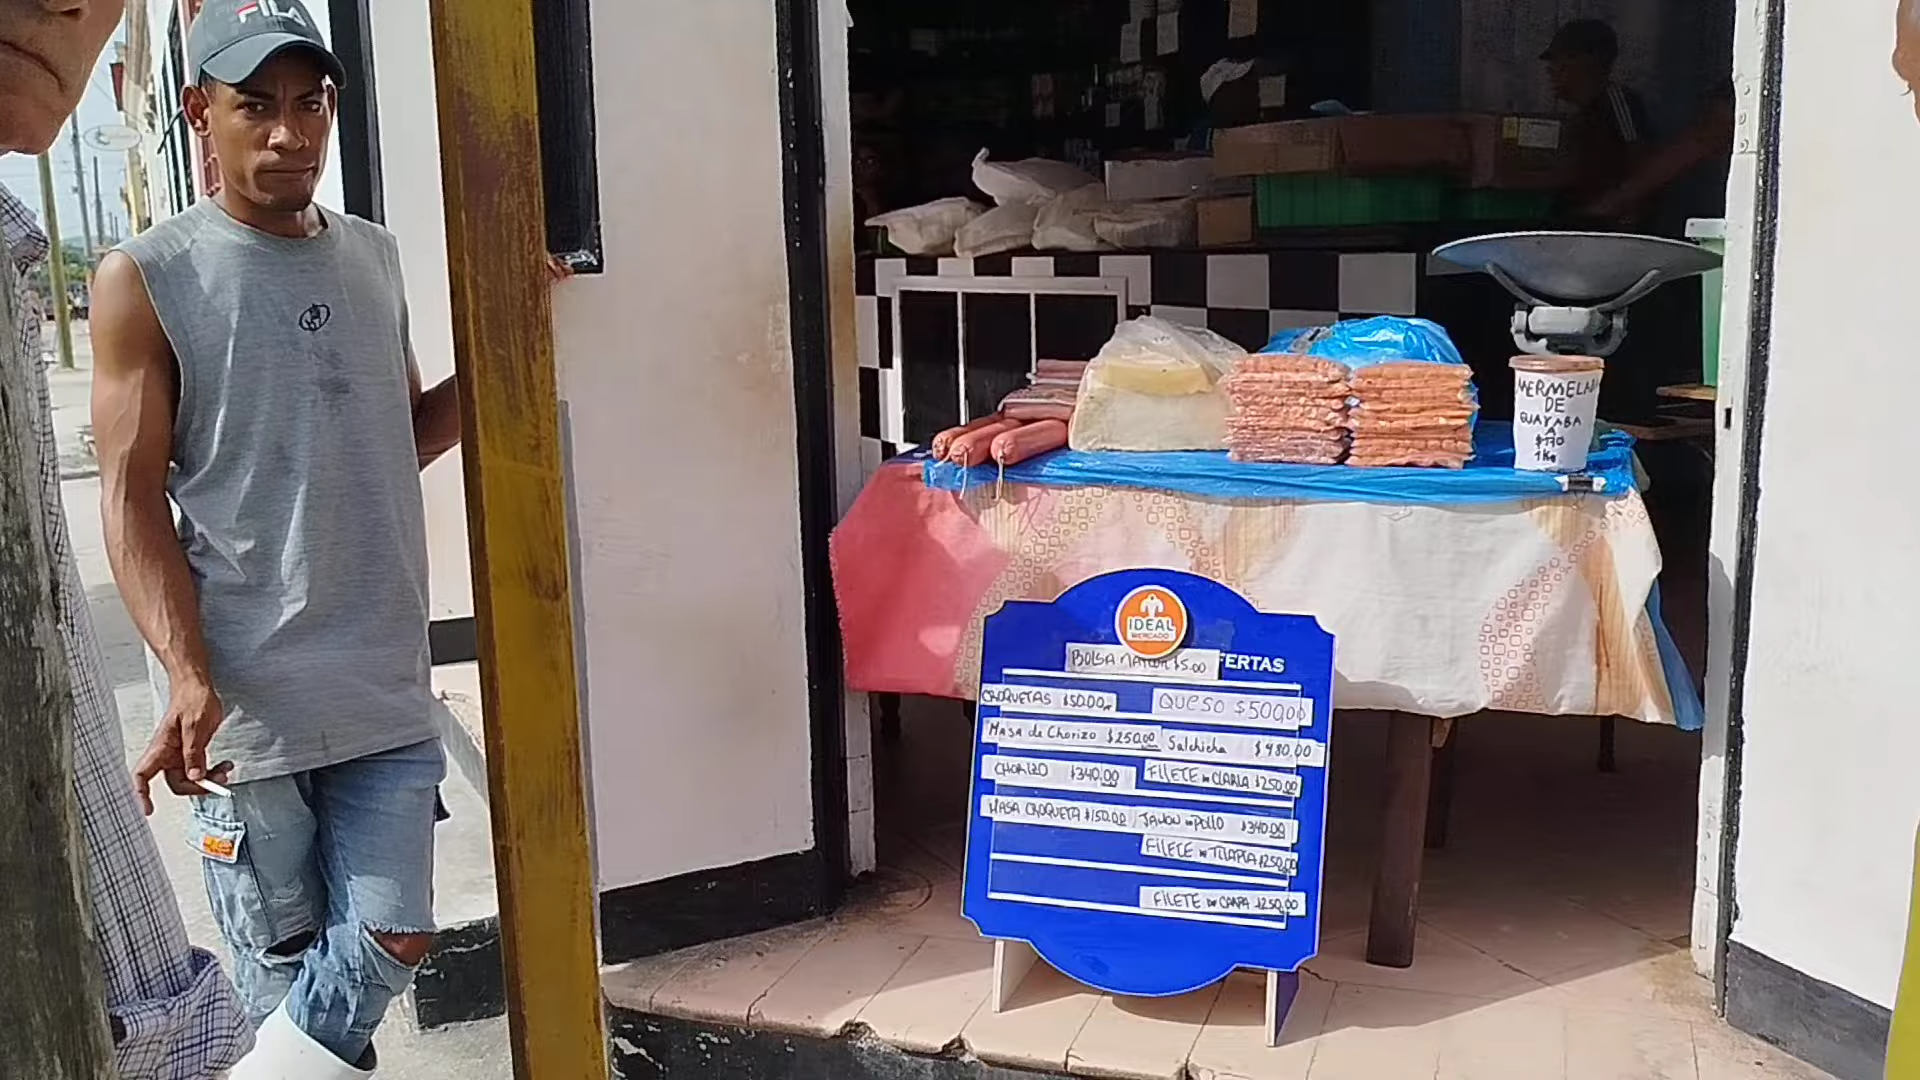 FILA
MERMELADA
DE
GUAYABA
A
$170
1Kg
IDEAL
MERCADO
FERTAS
BOLSA $5.00
CROQUETAS $50.00
QUESO $500,00
MASA de Chorizo $250.00
Salchicha $480.00
CHORIZO $340.00
FILETE DE CLARIA $250.00
MASA CROQUETA $150.00
JAMON DE POLLO $340.00
FILETE DE TILAPIA $250.00
FILETE DE CARPA $250.00